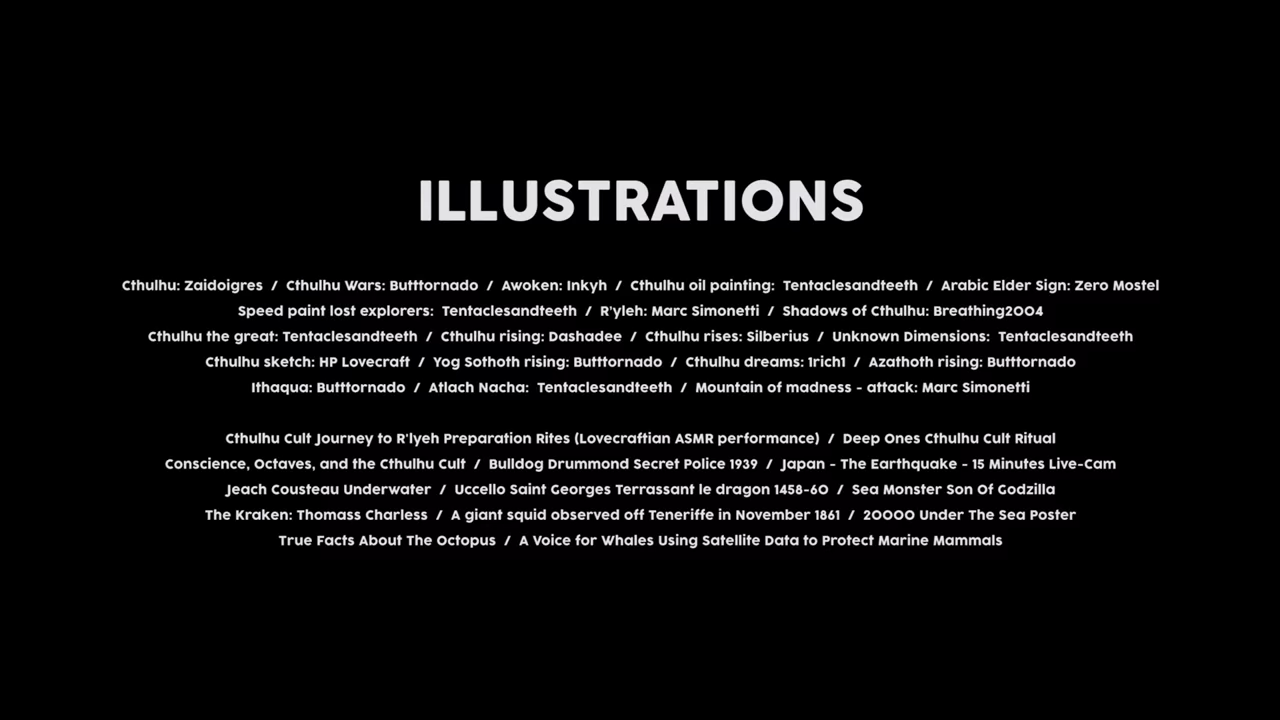 ILLUSTRATIONS
Cthulhu: Zaidoigres / Cthulhu Wars: Butttornado / Awoken: Inkyh / Cthulhu oil painting: Tentaclesandteeth / Arabic Elder Sign: Zero Mostel
Speed paint lost explorers: Tentaclesandteeth / R'yleh: Marc Simonetti / Shadows of Cthulhu: Breathing2004
Cthulhu the great: Tentaclesandteeth / Cthulhu rising: Dashadee / Cthulhu rises: Silberius / Unknown Dimensions: Tentaclesandteeth
Cthulhu sketch: HP Lovecraft / Yog Sothoth rising: Butttornado / Cthulhu dreams: 1rich1 / Azathoth rising: Butttornado
Ithaqua: Butttornado / Atlach Nacha: Tentaclesandteeth / Mountain of madness - attack: Marc Simonetti
Cthulhu Cult Journey to R'lyeh Preparation Rites (Lovecraftian ASMR performance) / Deep Ones Cthulhu Cult Ritual
Conscience, Octaves, and the Cthulhu Cult / Bulldog Drummond Secret Police 1939 / Japan - The Earthquake - 15 Minutes Live-Cam
Jeach Cousteau Underwater / Uccello Saint Georges Terrassant le dragon 1458-60 / Sea Monster Son Of Godzilla
The Kraken: Thomass Charless / A giant squid observed off Teneriffe in November 1861 / 20000 Under The Sea Poster
True Facts About The Octopus / A Voice for Whales Using Satellite Data to Protect Marine Mammals